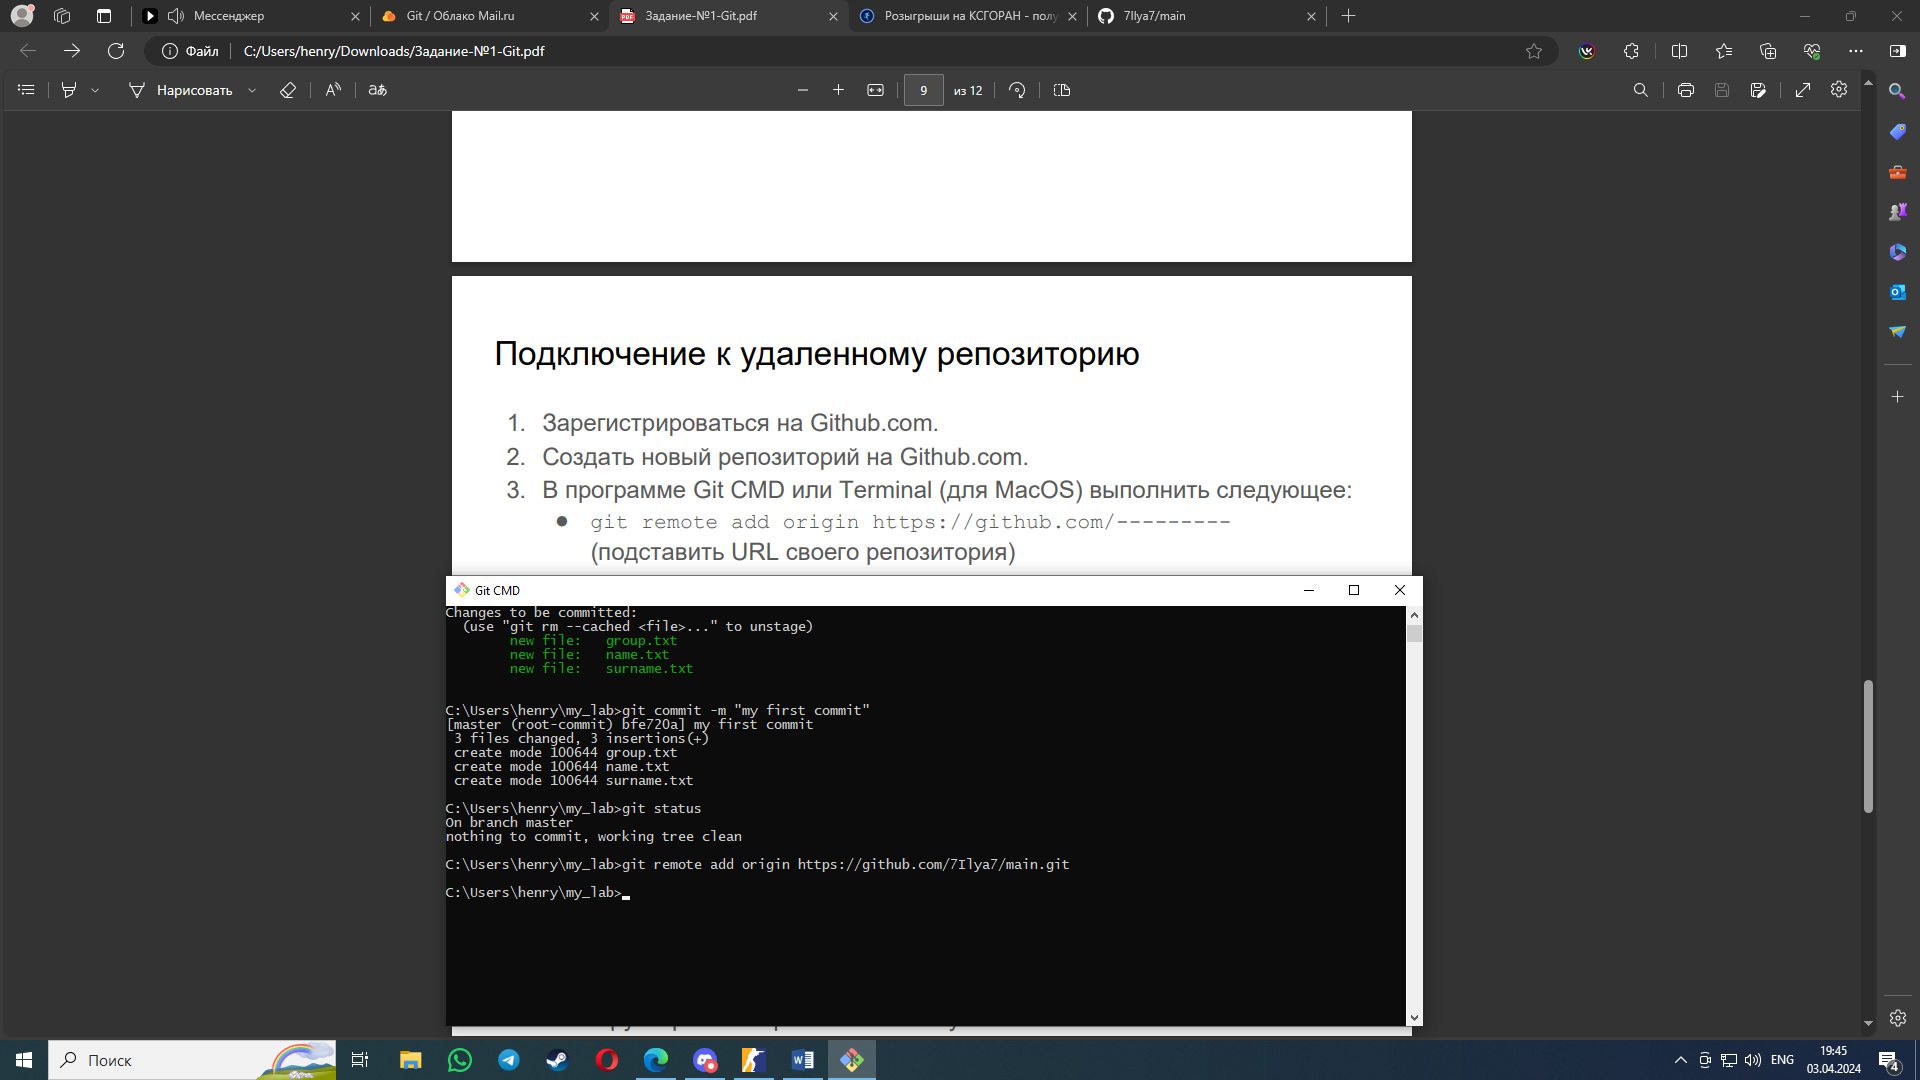 Мессенджер
Git / Облако Mail.ru
Задание-№1-Git.pdf
Розыгрыши на КСГОРАН - полу
7Ilya7/main
Файл
C:/Users/henry/Downloads/Задание-№1-Git.pdf
Нарисовать
9
из 12
Подключение к удаленному репозиторию
1. Зарегистрироваться на Github.com.
2. Создать новый репозиторий на Github.com.
3. В программе Git CMD или Terminal (для MacOS) выполнить следующее:
● git remote add origin https://github.com/---------
(подставить URL своего репозитория)
Git CMD
Changes to be committed:
(use "git rm --cached <file>..." to unstage)
new file: group.txt
new file: name.txt
new file: surname.txt
C:\Users\henry\my_lab>git commit -m "my first commit"
[master (root-commit) bfe720a] my first commit
3 files changed, 3 insertions(+)
create mode 100644 group.txt
create mode 100644 name.txt
create mode 100644 surname.txt
C:\Users\henry\my_lab>git status
On branch master
nothing to commit, working tree clean
C:\Users\henry\my_lab>git remote add origin https://github.com/7Ilya7/main.git
C:\Users\henry\my_lab>
Поиск
ENG
19:45
03.04.2024
4